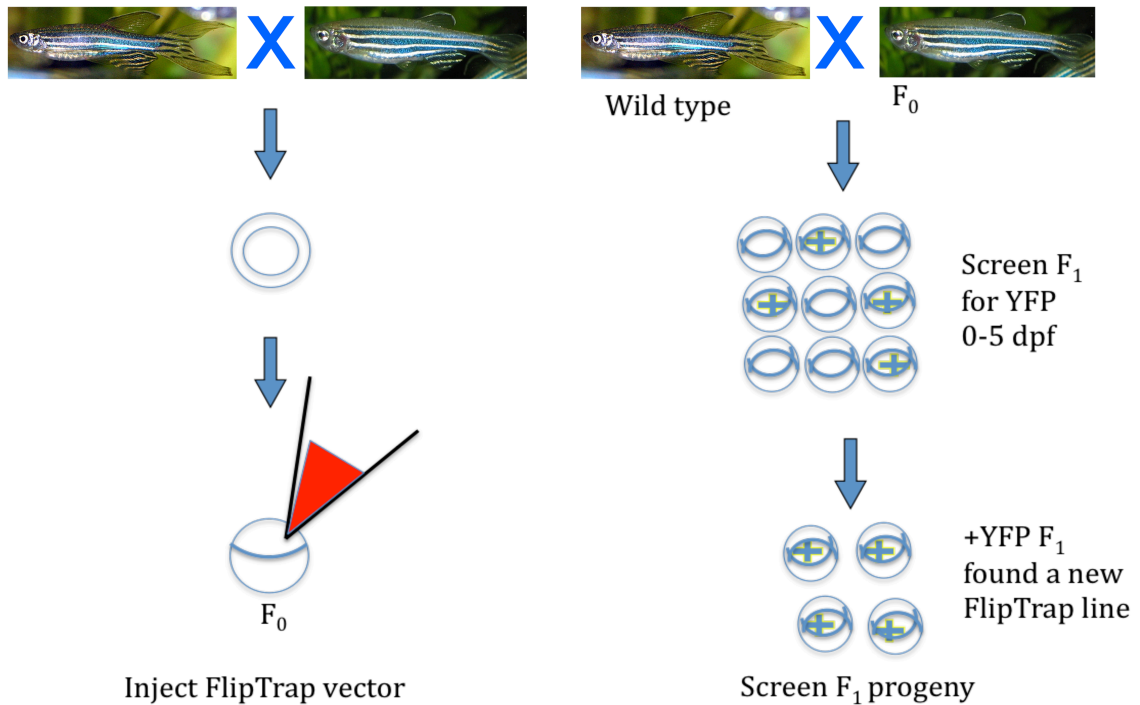 X
F₀
Inject FlipTrap vector
X
Wild type
F₀
Screen F₁
for YFP
0-5 dpf
+YFP F₁
found a new
FlipTrap line
Screen F₁ progeny